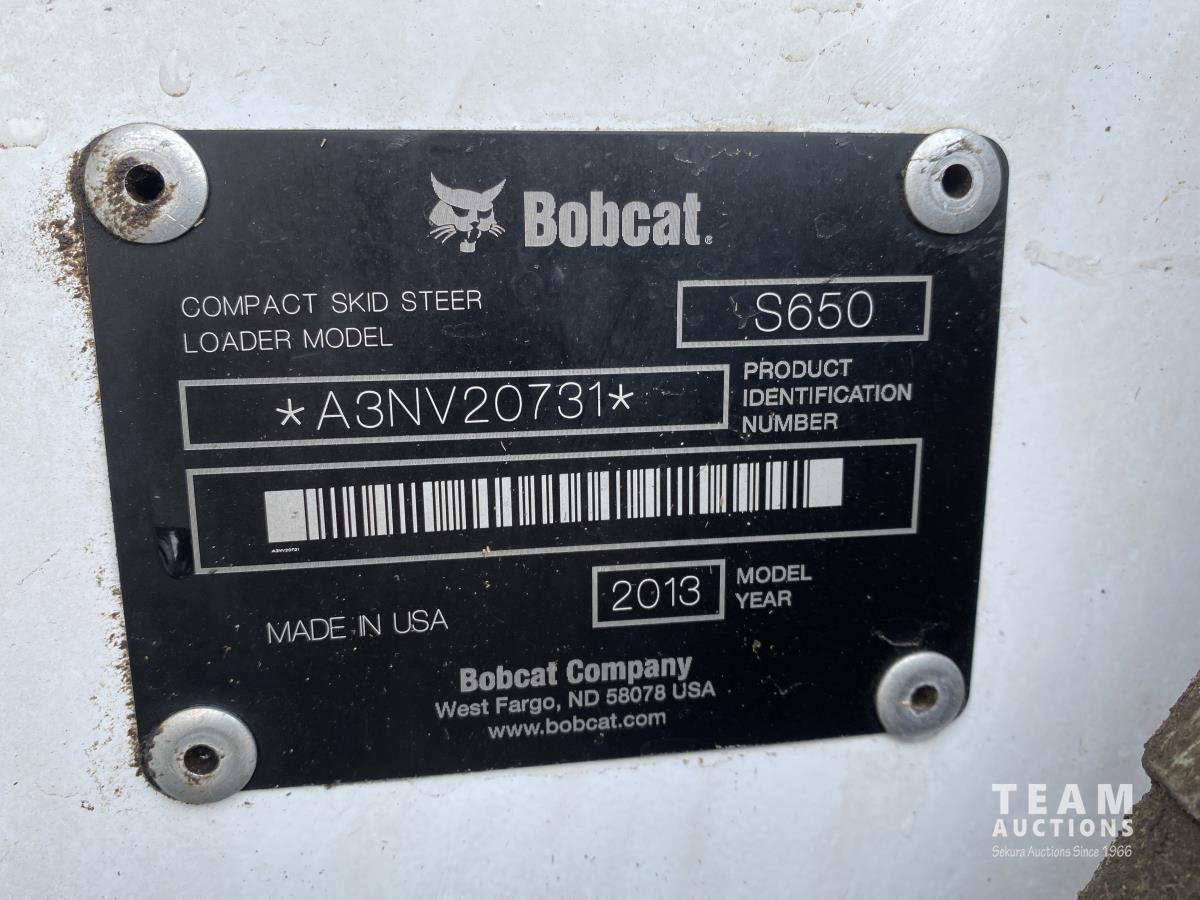 Bobcat®
COMPACT SKID STEER
LOADER MODEL
S650
*A3NV20731*
PRODUCT
IDENTIFICATION
NUMBER
A3NV20731
2013
MODEL
YEAR
MADE IN USA
Bobcat Company
West Fargo, ND 58078 USA
www.bobcat.com
TEAM
AUCTIONS
Sekura Auctions Since 1966